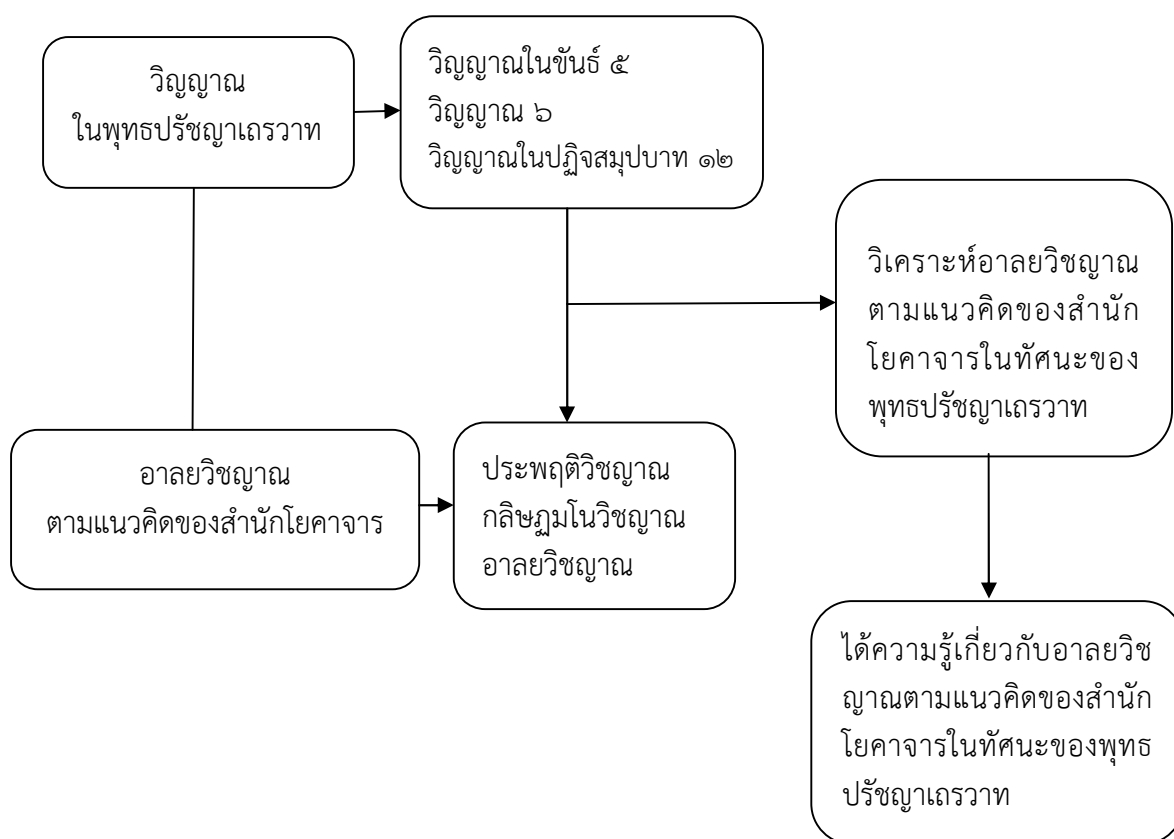 วิญญาณ
ในพุทธปรัชญาเถรวาท
วิญญาณในขันธ์ ๕
วิญญาณ ๖
วิญญาณในปฏิจสมุปบาท ๑๒
วิเคราะห์อาลยวิชญาณ
ตามแนวคิดของสำนัก
โยคาจารในทัศนะของ
พุทธปรัชญาเถรวาท
อาลยวิชญาณ
ตามแนวคิดของสำนักโยคาจาร
ประพฤติวิชญาณ
กลิษฏมโนวิชญาณ
อาลยวิชญาณ
ได้ความรู้เกี่ยวกับอาลยวิช
ญาณตามแนวคิดของสำนัก
โยคาจารในทัศนะของพุทธ
ปรัชญาเถรวาท